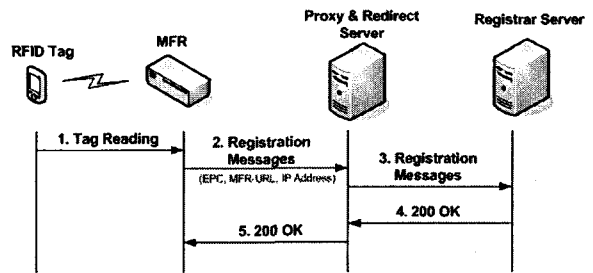 Proxy & Redirect
Server
Registrar Server
MFR
RFID Tag
1. Tag Reading
2. Registration
Messages
(EPC, MFR-URL, IP Address)
3. Registration
Messages
4. 200 OK
5. 200 OK